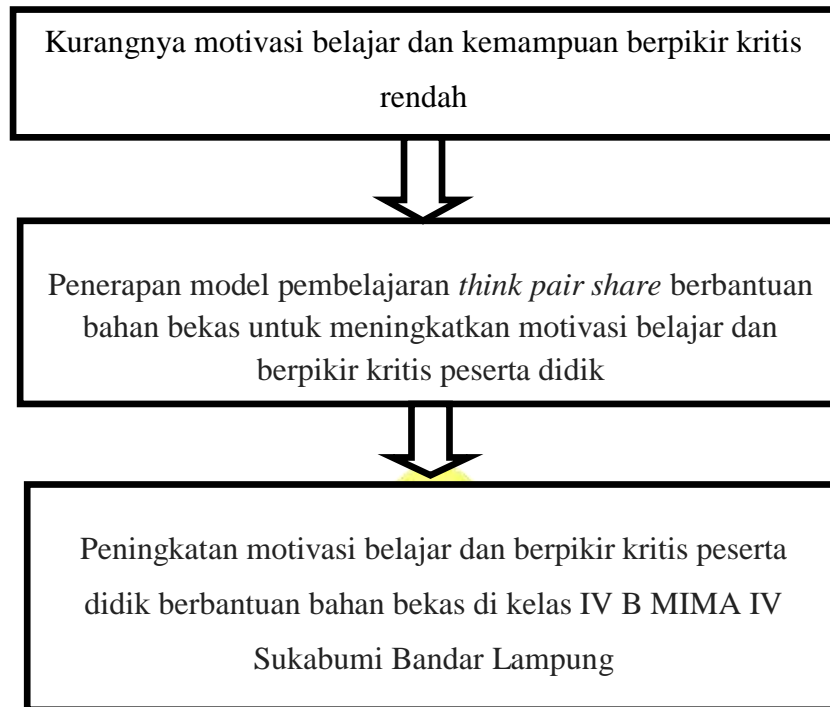 Kurangnya motivasi belajar dan kemampuan berpikir kritis
rendah
Penerapan model pembelajaran think pair share berbantuan
bahan bekas untuk meningkatkan motivasi belajar dan
berpikir kritis peserta didik
Peningkatan motivasi belajar dan berpikir kritis peserta
didik berbantuan bahan bekas di kelas IV B MIMA IV
Sukabumi Bandar Lampung